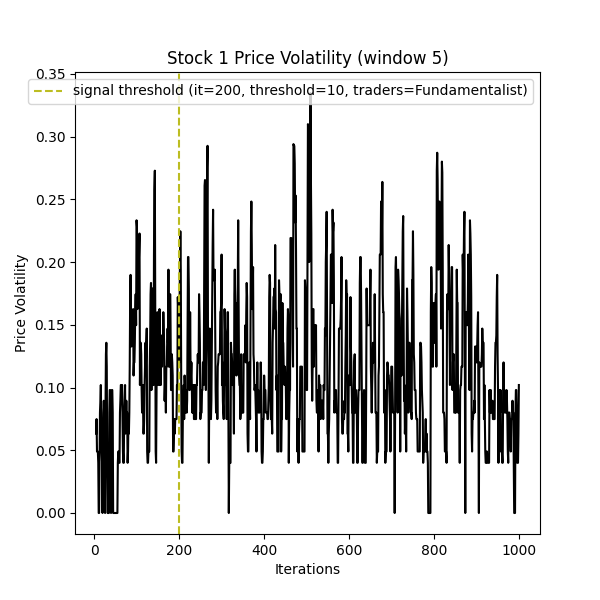 Stock 1 Price Volatility (window 5)
signal threshold (it=200, threshold=10, traders=Fundamentalist)
Price Volatility
0.35
0.30
0.25
0.20
0.15
0.10
0.05
0.00
0 200 400 600 800 1000
Iterations